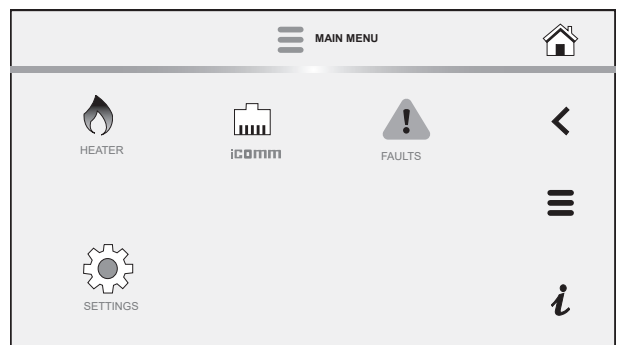 MAIN MENU
HEATER
icomm
FAULTS
SETTINGS
i